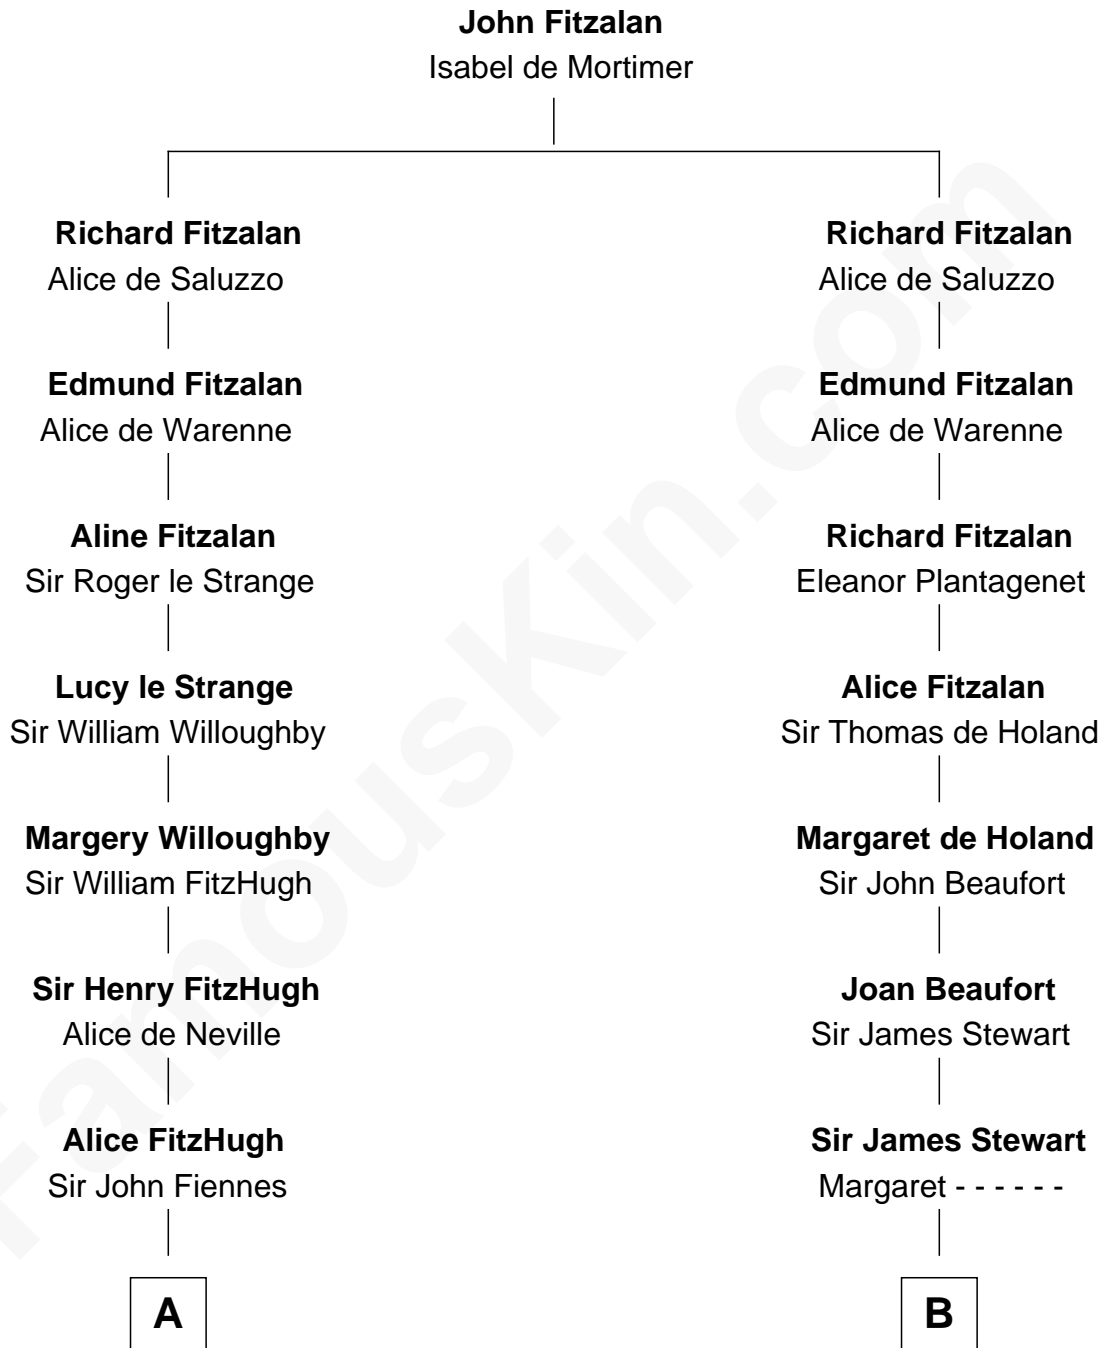 John Fitzalan
Isabel de Mortimer
Richard Fitzalan
Alice de Saluzzo
Richard Fitzalan
Alice de Saluzzo
Edmund Fitzalan
Alice de Warenne
Edmund Fitzalan
Alice de Warenne
Aline Fitzalan
Sir Roger le Strange
Richard Fitzalan
Eleanor Plantagenet
Lucy le Strange
Sir William Willoughby
Alice Fitzalan
Sir Thomas de Holand
Margery Willoughby
Sir William FitzHugh
Margaret de Holand
Sir John Beaufort
Sir Henry FitzHugh
Alice de Neville
Joan Beaufort
Sir James Stewart
Alice FitzHugh
Sir John Fiennes
Sir James Stewart
Margaret - - - - - -
A
B
FamousKin.com